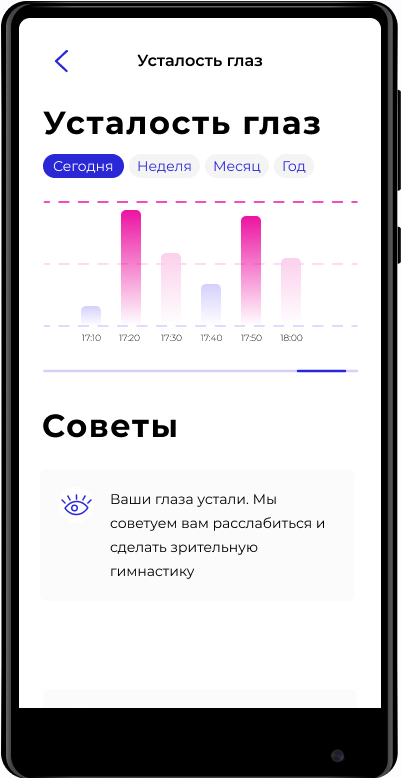 Усталость глаз
Усталость глаз
Сегодня Неделя Месяц Год
17:10 17:20 17:30 17:40 17:50 18:00
Советы
Ваши глаза устали. Мы
советуем вам расслабиться и
сделать зрительную
гимнастику